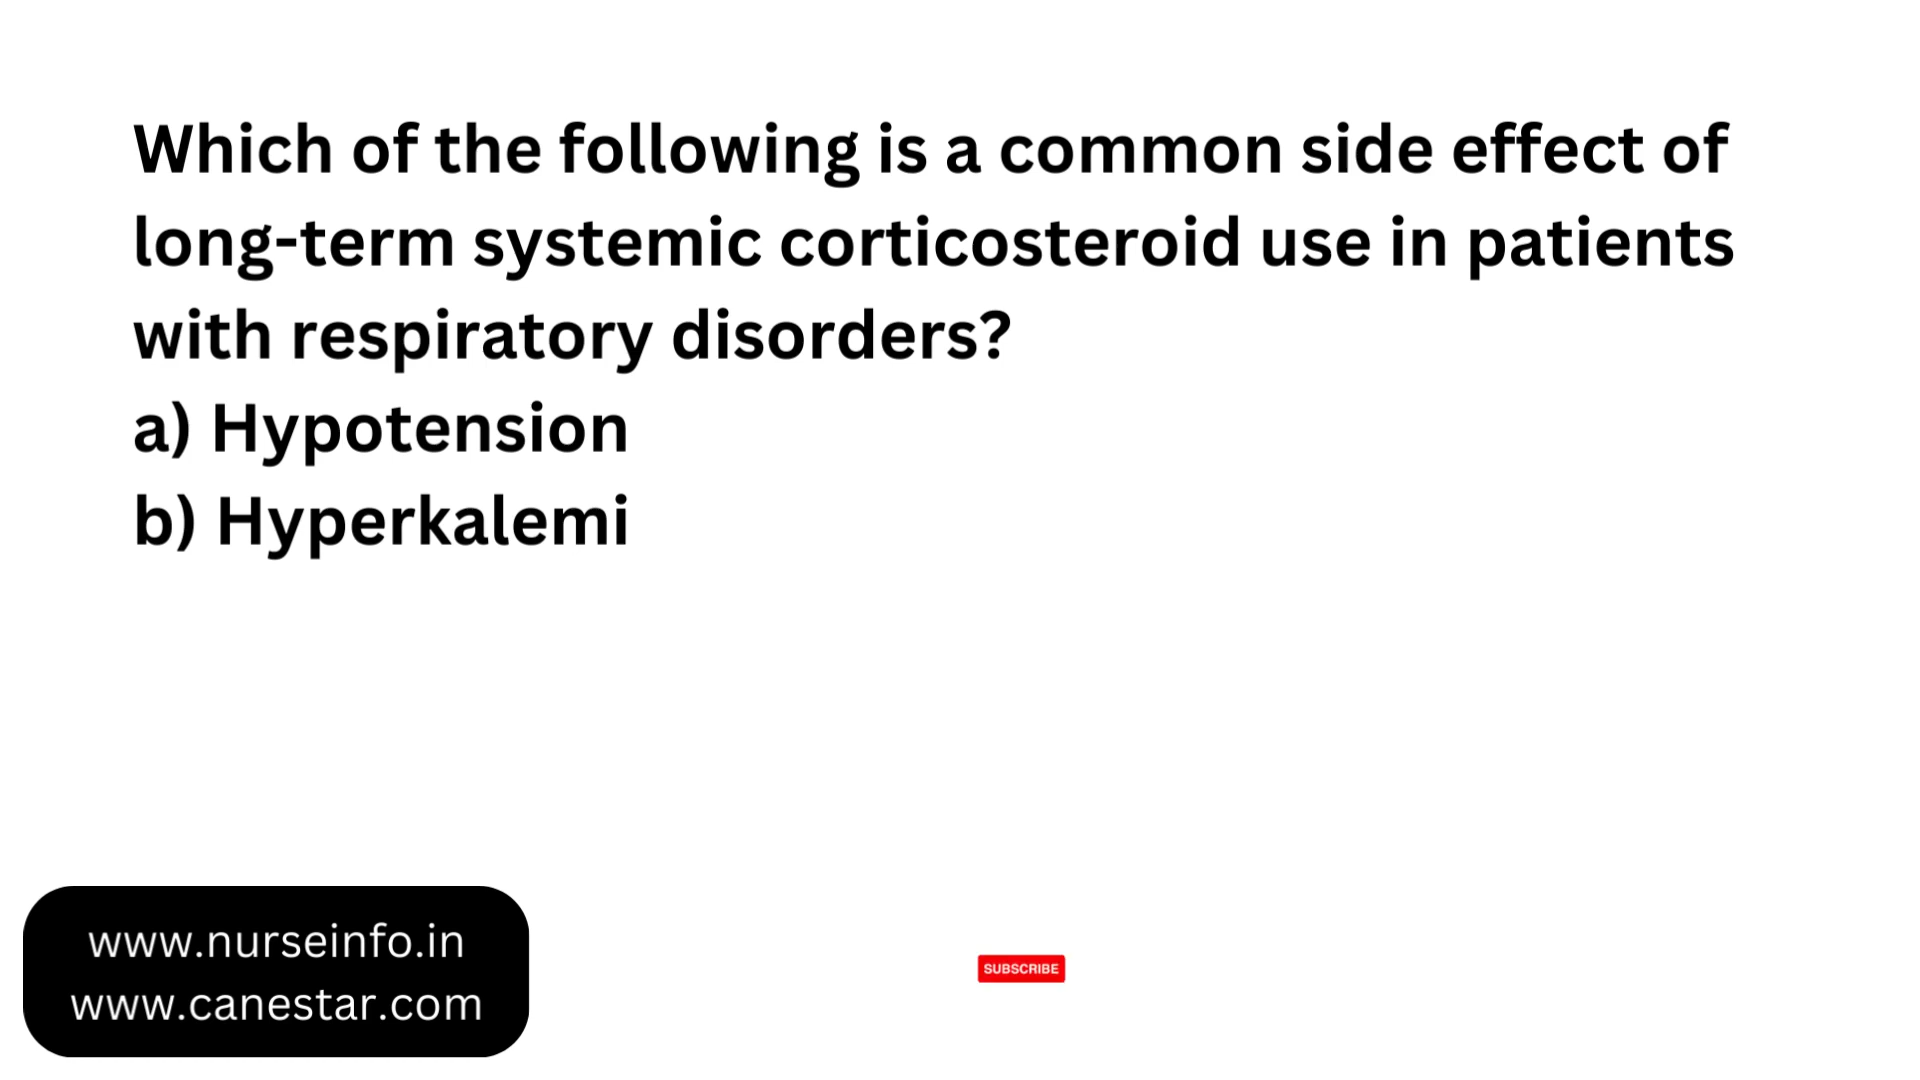 Which of the following is a common side effect of
long-term systemic corticosteroid use in patients
with respiratory disorders?
a) Hypotension
b) Hyperkalemi
www.nurseinfo.in
www.canestar.com
SUBSCRIBE